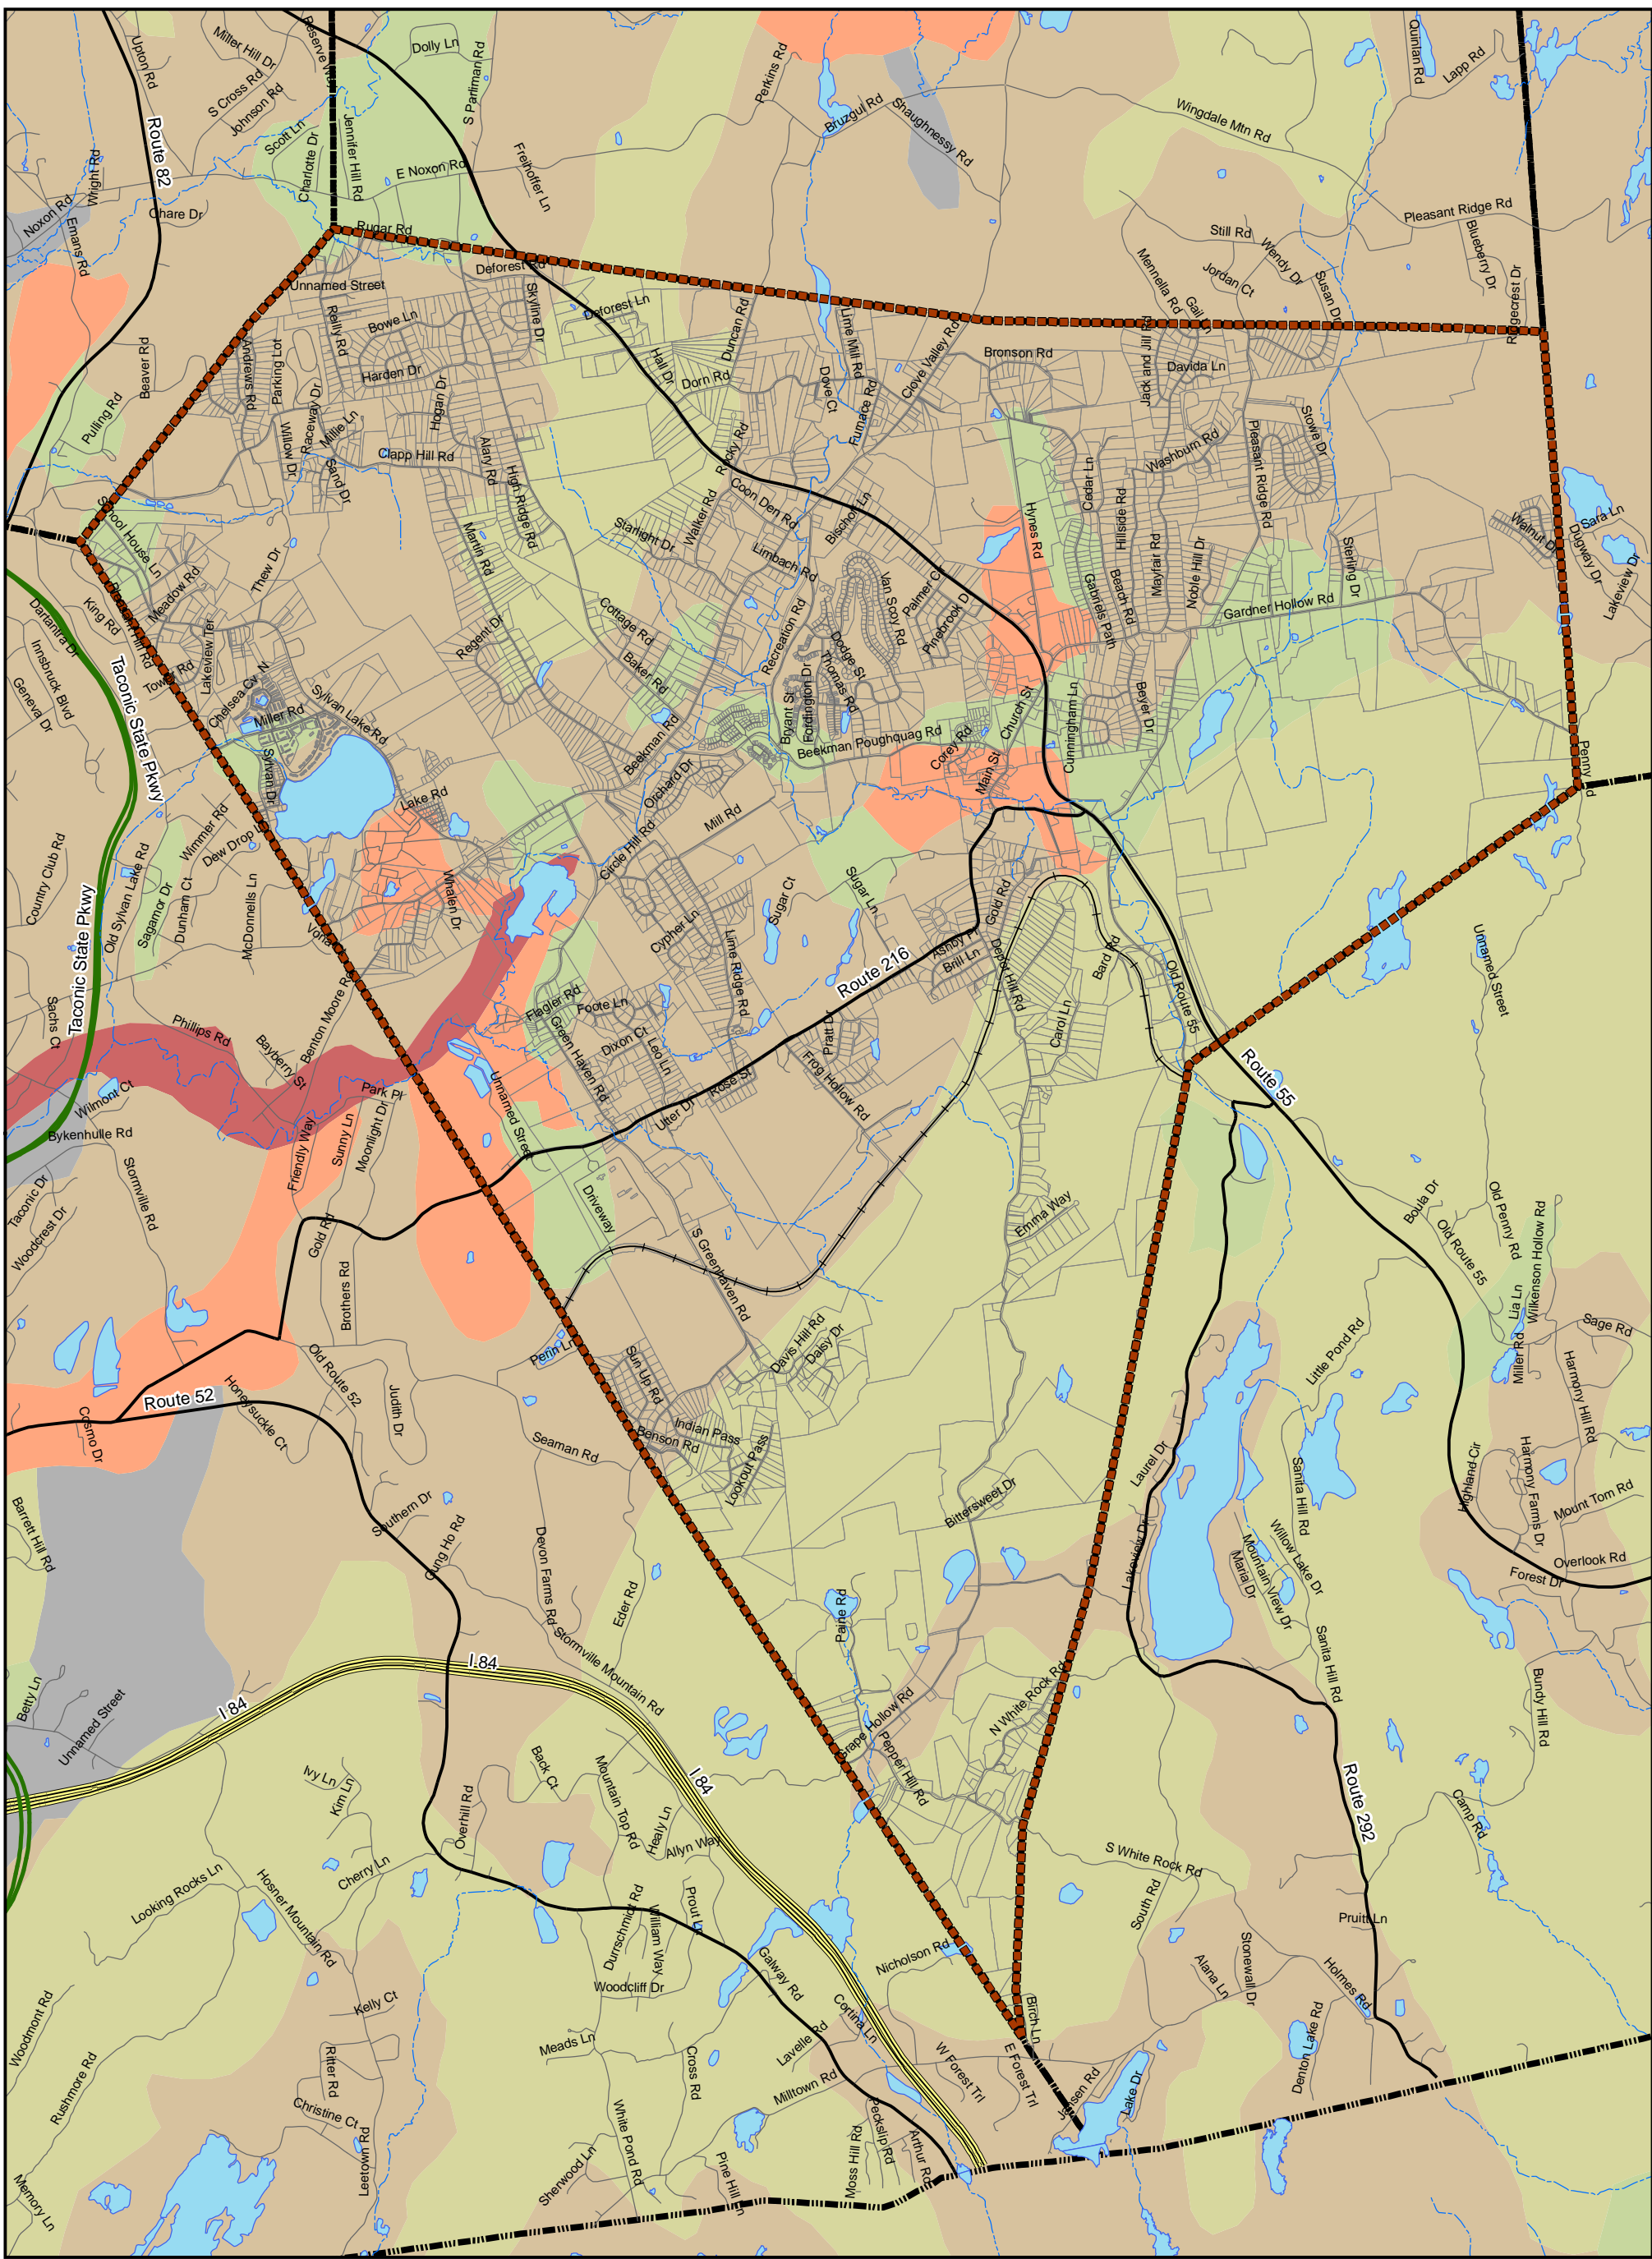 Upton Rd
Miller Hill Dr
Dolly Ln
S Parliman Rd
Perkins Rd
Quinlan Rd
Lapp Rd
S Cross Rd
Johnson Rd
Scott Ln
Charlotte Dr
Jennifer Hill Rd
Route 82
Bruzgul Rd
Shaughnessy Rd
Wingdale Mtn Rd
Wright Rd
E Noxon Rd
Freihoffer Ln
Noxon Rd
Emans Rd
Ohare Dr
Rugar Rd
Pleasant Ridge Rd
Still Rd
Wendy Dr
Blueberry Dr
Deforest Rd
Unnamed Street
Skyline Dr
Deforest Ln
Mennella Rd
Jordan Ct
Susan Dr
Ridgecrest Dr
Reilly Rd
Bowe Ln
Duncan Rd
Lime Mill Rd
Clove Valley Rd
Bronson Rd
Jack and Jill Rd
Davida Ln
Beaver Rd
Andrews Rd
Parking Lot
Harden Dr
Hall Dr
Dorn Rd
Dove Ct
Furnace Rd
Pulling Rd
Willow Dr
Raceway Dr
Millie Ln
Hogan Dr
Sand Dr
Clapp Hill Rd
Alary Rd
High Ridge Rd
Rocky Rd
Coon Den Rd
Washburn Rd
Pleasant Ridge Rd
Stowe Dr
Cedar Ln
Hillside Rd
Hynes Rd
School House Ln
Martin Rd
Starlight Dr
Walker Rd
Bischof Ln
Limbach Rd
Mayfair Rd
Noble Hill Dr
Sterling Dr
Walnut Dr
Sara Ln
Dugway Dr
Lakeview Dr
Dartantra Dr
King Rd
Meadow Rd
Thew Dr
Cottage Rd
Recreation Rd
Van Scoy Rd
Palmer Ct
Gabriels Path
Beach Rd
Gardner Hollow Rd
Innsbruck Blvd
Geneva Dr
Taconic State Pkwy
Tower Rd
Lakeview Ter
Regent Dr
Baker Rd
Dodge St
Thomas Rd
Chelsea Cv N
Miller Rd
Sylvan Lake Rd
Sylvan Dr
Beekman Rd
Bryant St
Fordington Dr
Beekman Poughquag Rd
Corey Rd
Church St
Main St
Cunningham Ln
Beyer Dr
Orchard Dr
Lake Rd
Mill Rd
Circle Hill Rd
Country Club Rd
Old Sylvan Lake Rd
Wimmer Rd
Sagamor Dr
Dunham Ct
McDonnells Ln
Whalen Dr
Cypher Ln
Sugar Ct
Sugar Ln
Gold Rd
Taconic State Pkwy
Lime Ridge Rd
Route 216
Ashby Pl
Brill Ln
Depot Hill Rd
Bard Rd
Old Route 55
Unnamed Street
Sachs Ct
Phillips Rd
Bayberry St
Benton Moore Rd
Flagler Rd
Foote Ln
Green Haven Rd
Dixon Ct
Leo Ln
Carol Ln
Frog Hollow Rd
Route 55
Wilmont Ct
Park Pl
Utter Dr
Rose St
Unnamed Street
Bykenhulle Rd
Friendly Way
Sunny Ln
Moonlight Dr
Stormville Rd
Taconic Dr
Woodcrest Dr
Gold Rd
Driveway
Emma Way
Boula Dr
Old Route 55
Old Penny Rd
Wilkenson Hollow Rd
Brothers Rd
S Greenhaven Rd
Lia Ln
Miller Rd
Sage Rd
Davis Hill Rd
Daisy Dr
Little Pond Rd
Harmony Hill Rd
Perin Ln
Sun Up Rd
Old Route 52
Judith Dr
Route 52
Honeysuckle Ct
Cosmo Dr
Seaman Rd
Benson Rd
Indian Pass
Lookout Pass
Laurel Dr
Bittersweet Dr
Sanita Hill Rd
Highland Cir
Harmony Farms Dr
Mount Tom Rd
Barrett Hill Rd
Southern Dr
Gung Ho Rd
Devon Farms Rd
Eder Rd
Lakeview Dr
Willow Lake Dr
Mountain View Dr
Maria Dr
Overlook Rd
Forest Dr
Paine Rd
Stormville Mountain Rd
I 84
I 84
I 84
Betty Ln
Unnamed Street
Sanita Hill Rd
Bundy Hill Rd
Grape Hollow Rd
N White Rock Rd
Pepper Hill Rd
Ivy Ln
Kim Ln
Back Ct
Mountain Top Rd
Healy Ln
Allyn Way
Overhill Rd
Route 292
Camp Rd
S White Rock Rd
South Rd
Looking Rocks Ln
Hosner Mountain Rd
Cherry Ln
Durrschmidt Rd
William Way
Prout Ln
Pruitt Ln
Nicholson Rd
Galway Rd
Woodcliff Dr
Alana Ln
Stonewall Dr
Holmes Rd
Kelly Ct
Cortina Ln
Birch Ln
Woodmont Rd
Rushmore Rd
Ritter Rd
Christine Ct
Leetown Rd
Meads Ln
Cross Rd
Lavelle Rd
Milltown Rd
W Forest Trl
E Forest Trl
Jensen Rd
Lake Dr
Denton Lake Rd
White Pond Rd
Sherwood Ln
Pine Hill Ln
Moss Hill Rd
Peckslip Rd
Arthur Rd
Memory Ln